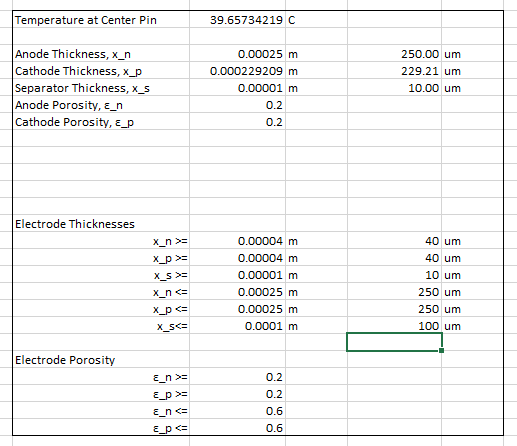 Temperature at Center Pin 39.65734219 C
Anode Thickness, x_n 0.00025 m 250.00 um
Cathode Thickness, x_p 0.000229209 m 229.21 um
Separator Thickness, x_s 0.00001 m 10.00 um
Anode Porosity, ε_n 0.2
Cathode Porosity, ε_p 0.2
Electrode Thicknesses
x_n >= 0.00004 m 40 um
x_p >= 0.00004 m 40 um
x_s >= 0.00001 m 10 um
x_n <= 0.00025 m 250 um
x_p <= 0.00025 m 250 um
x_s<= 0.0001 m 100 um
Electrode Porosity
ε_n >= 0.2
ε_p >= 0.2
ε_n <= 0.6
ε_p <= 0.6